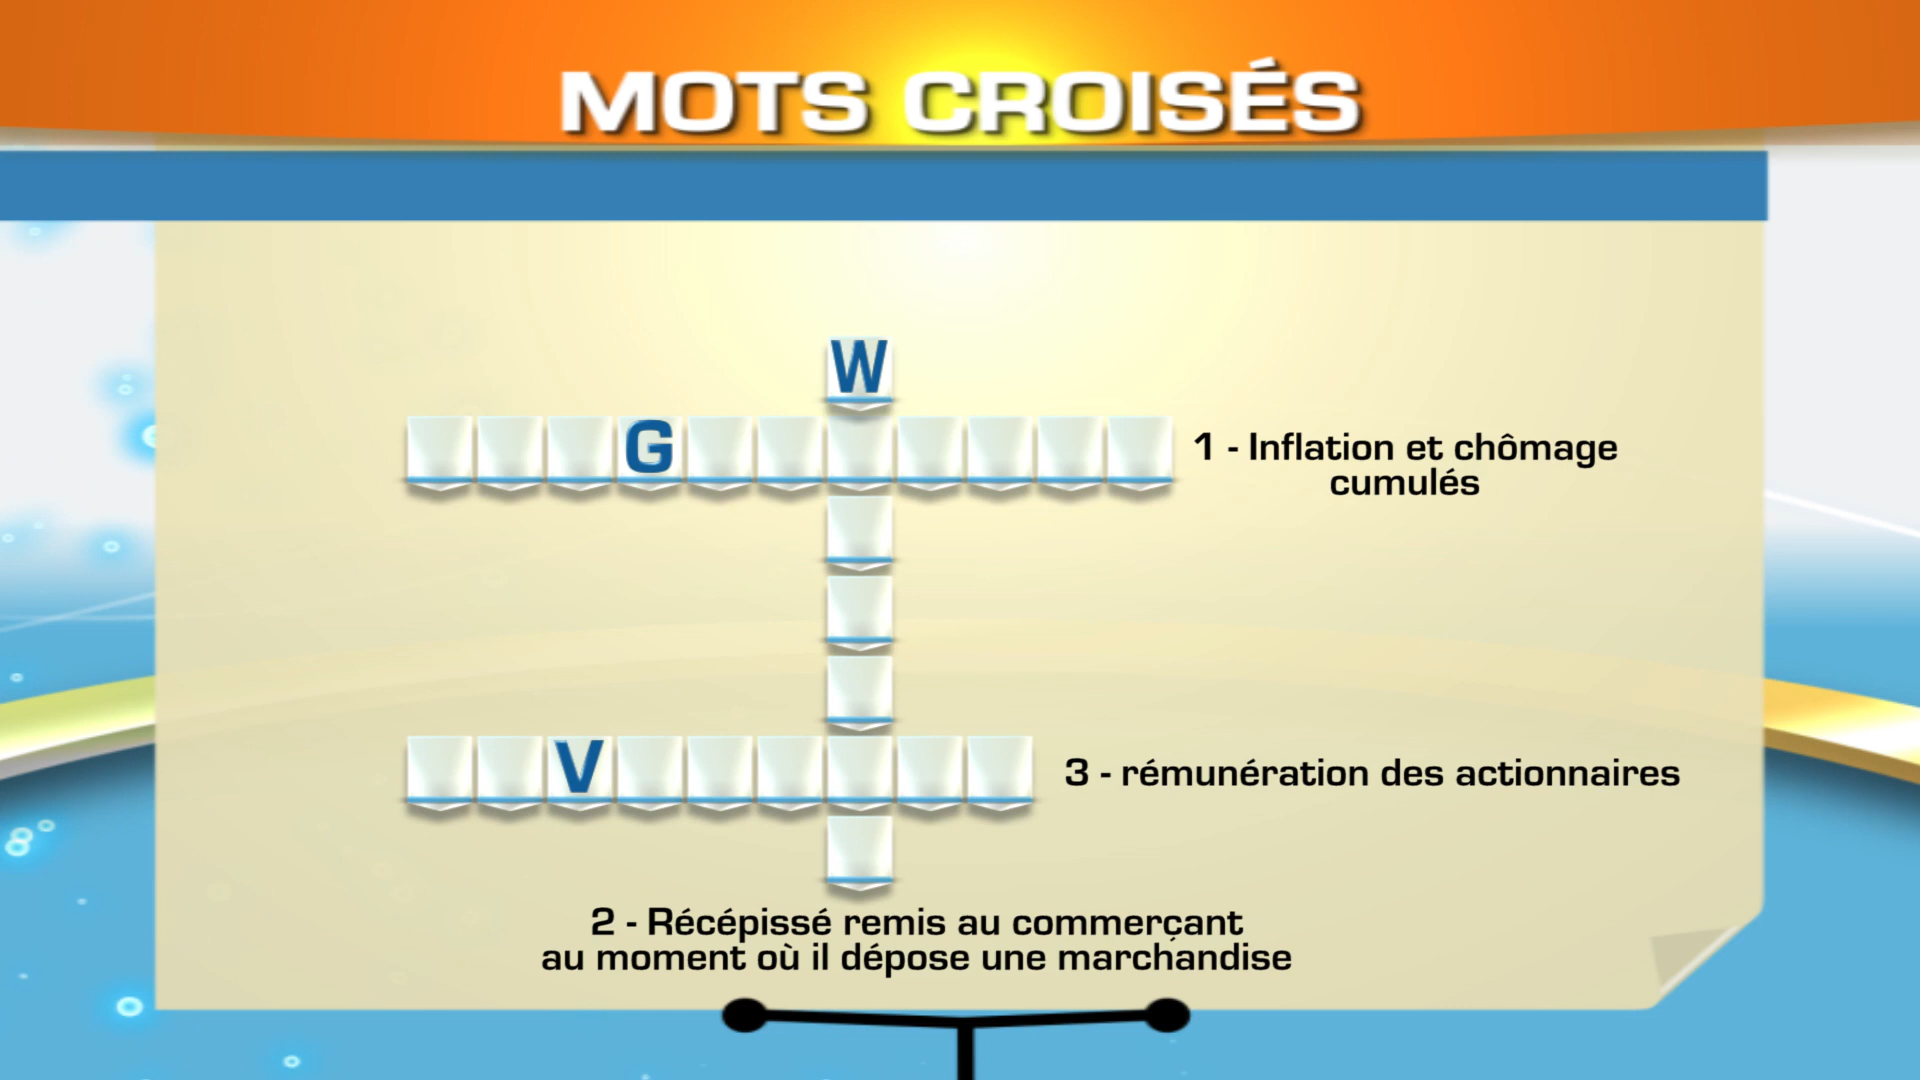 MOTS CROISÉS
W
G
1 - Inflation et chômage
cumulés
V
3 - rémunération des actionnaires
2 - Récépissé remis au commerçant
au moment où il dépose une marchandise